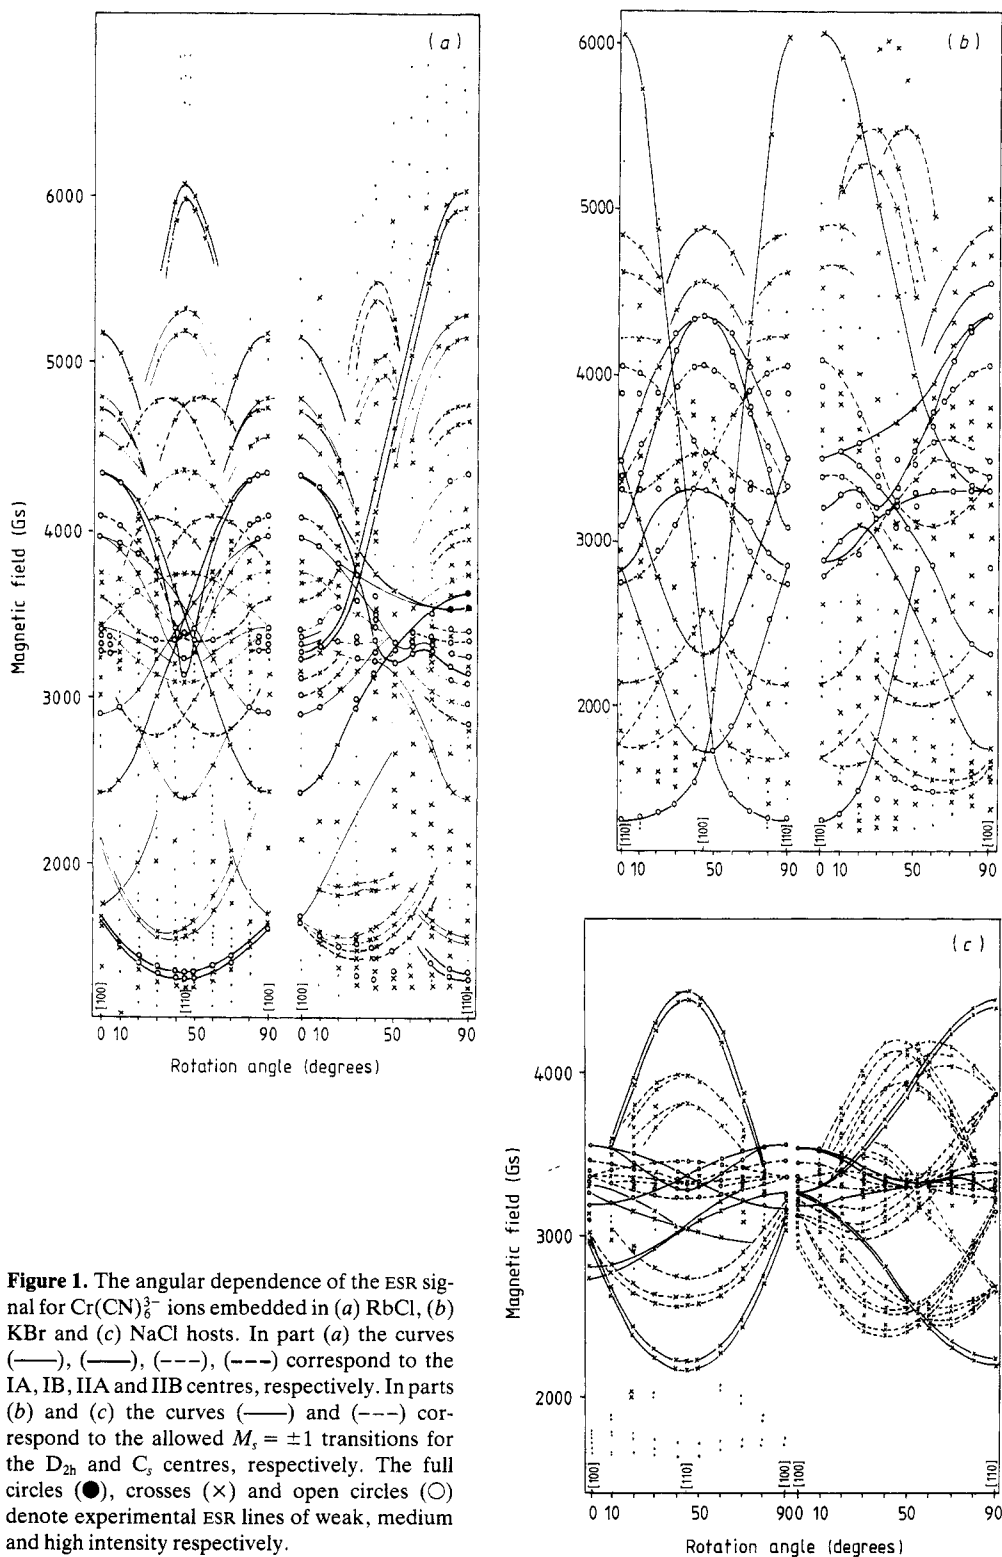 (a)
6000
5000
4000
3000
2000
Magnetic field (Gs)
[100]
[110]
[100]
[100]
[110]
0 10 50 90 0 10 50 90
Rotation angle (degrees)
(b)
6000
5000
4000
3000
2000
[110]
[100]
[110]
[110]
[100]
0 10 50 90 0 10 50 90
(c)
4000
3000
2000
Magnetic field (Gs)
[100]
[110]
[100]
[100]
[110]
0 10 50 90 0 10 50 90
Rotation angle (degrees)
Figure 1. The angular dependence of the ESR sig-
nal for Cr(CN)₆³⁻ ions embedded in (a) RbCl, (b)
KBr and (c) NaCl hosts. In part (a) the curves
(——), (——), (---), (---) correspond to the
IA, IB, IIA and IIB centres, respectively. In parts
(b) and (c) the curves (——) and (---) cor-
respond to the allowed Mₛ = ±1 transitions for
the D₂ₕ and Cₛ centres, respectively. The full
circles (●), crosses (×) and open circles (○)
denote experimental ESR lines of weak, medium
and high intensity respectively.